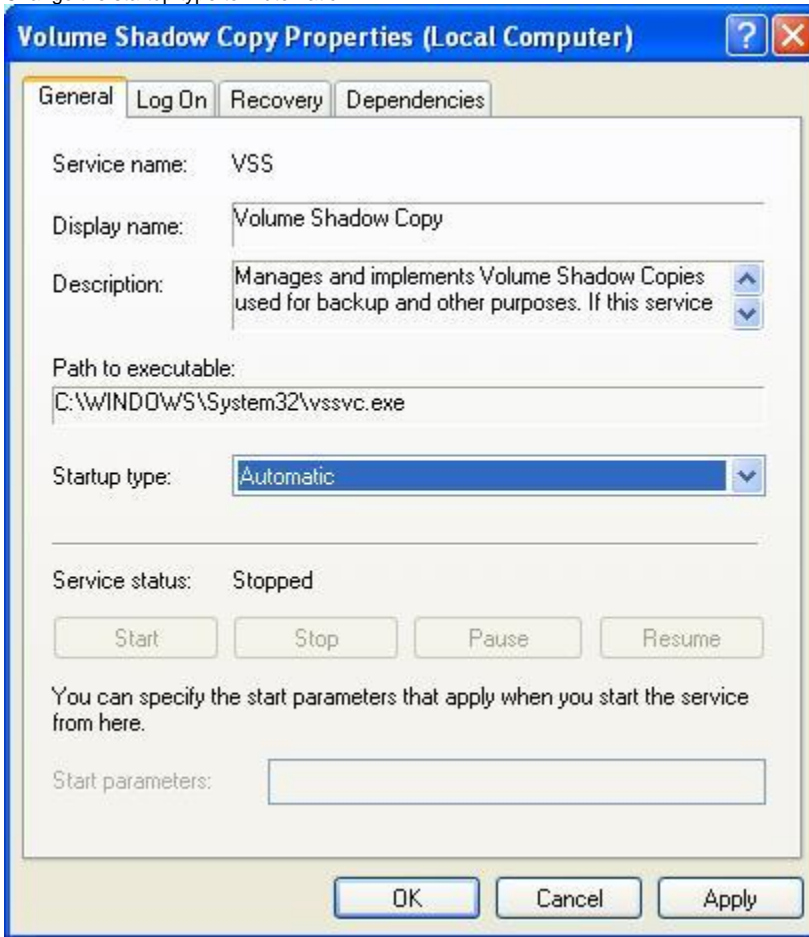 Volume Shadow Copy Properties (Local Computer)
General Log On Recovery Dependencies
Service name: VSS
Display name: Volume Shadow Copy
Description: Manages and implements Volume Shadow Copies
used for backup and other purposes. If this service
Path to executable:
C:\WINDOWS\System32\vssvc.exe
Startup type: Automatic
Service status: Stopped
Start Stop Pause Resume
You can specify the start parameters that apply when you start the service
from here.
Start parameters:
OK Cancel Apply